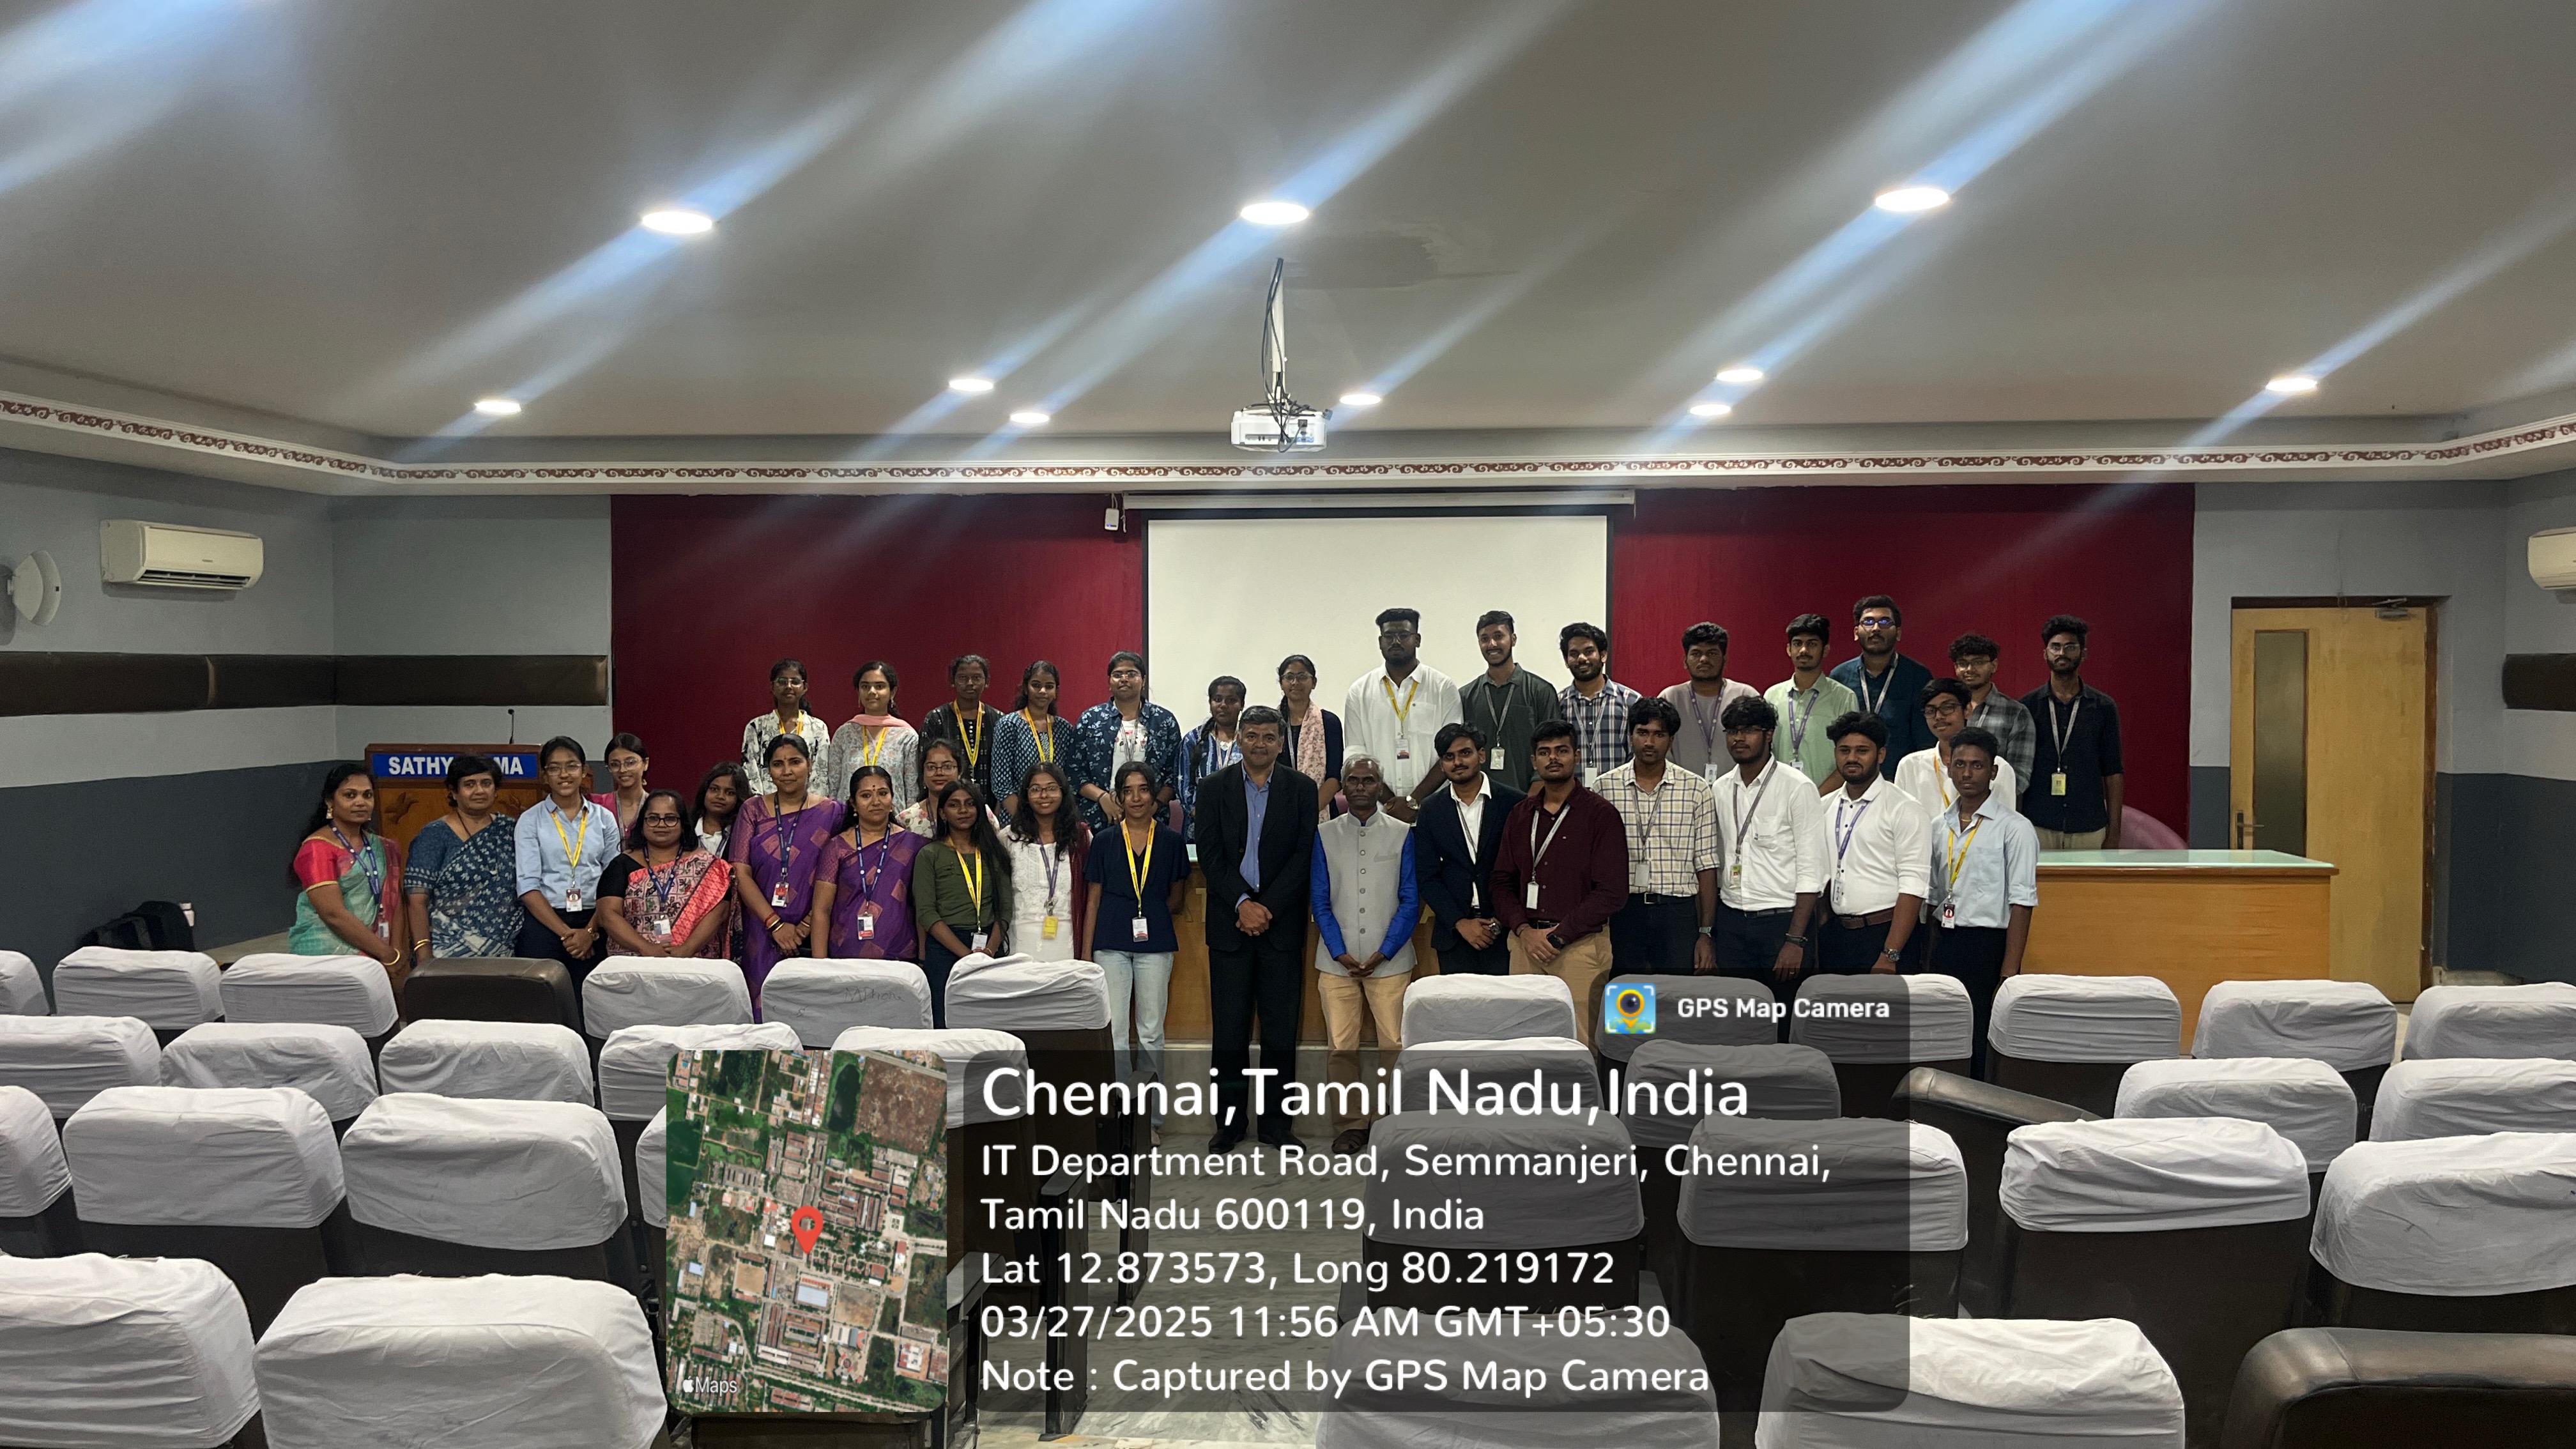 SATHY MA
GPS Map Camera
Chennai,Tamil Nadu,India
IT Department Road, Semmanjeri, Chennai,
Tamil Nadu 600119, India
Lat 12.873573, Long 80.219172
03/27/2025 11:56 AM GMT+05:30
Note : Captured by GPS Map Camera
Maps